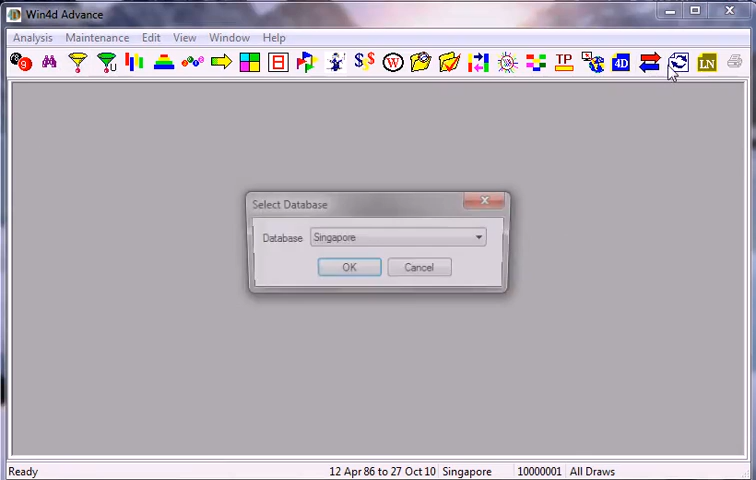 Win4d Advance
Analysis Maintenance Edit View Window Help
9 U $ $ W TP 4D LN
Select Database
Database Singapore
OK Cancel
Ready 12 Apr 86 to 27 Oct 10 Singapore 10000001 All Draws